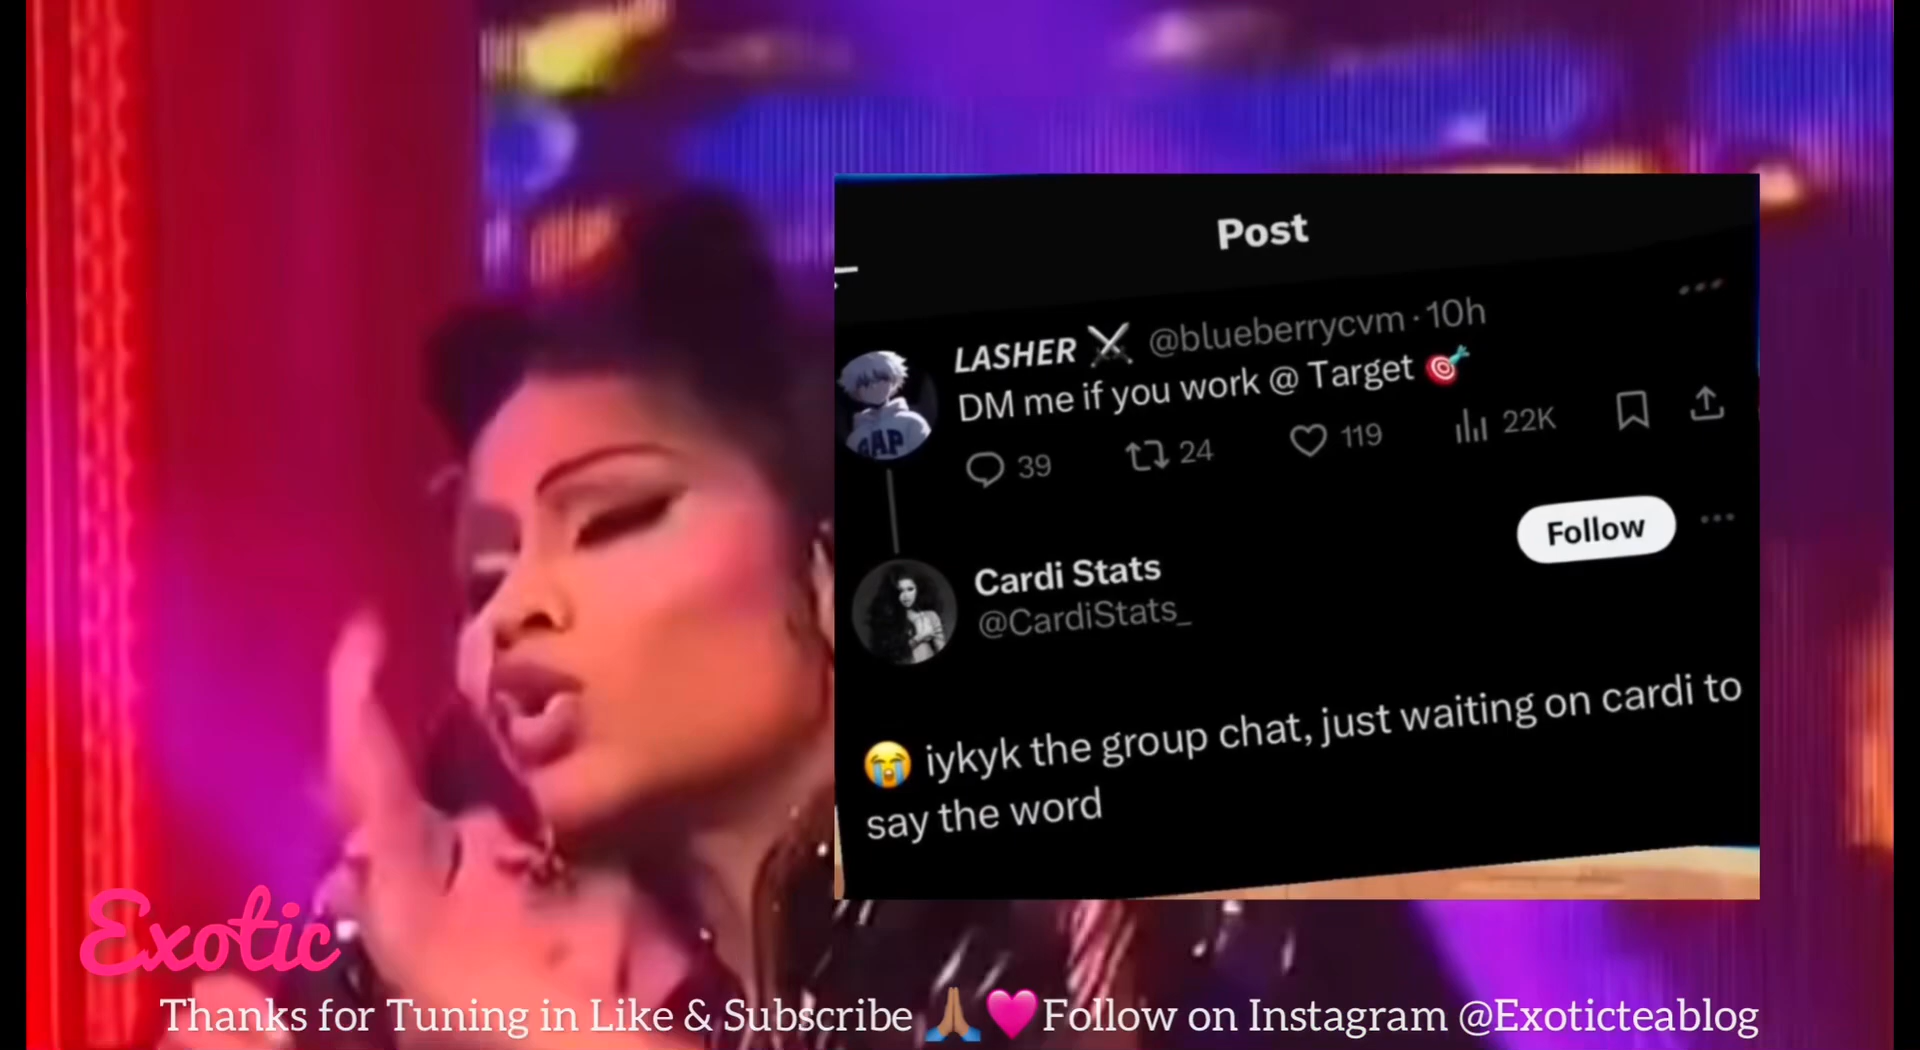 Post
LASHER ⚔ @blueberrycvm · 10h
DM me if you work @ Target 🎯
39 24 119 22K
GAP
Follow
Cardi Stats
@CardiStats_
😭 iykyk the group chat, just waiting on cardi to
say the word
Exotic
Thanks for Tuning in Like & Subscribe 🙏🏽💗Follow on Instagram @Exoticteablog